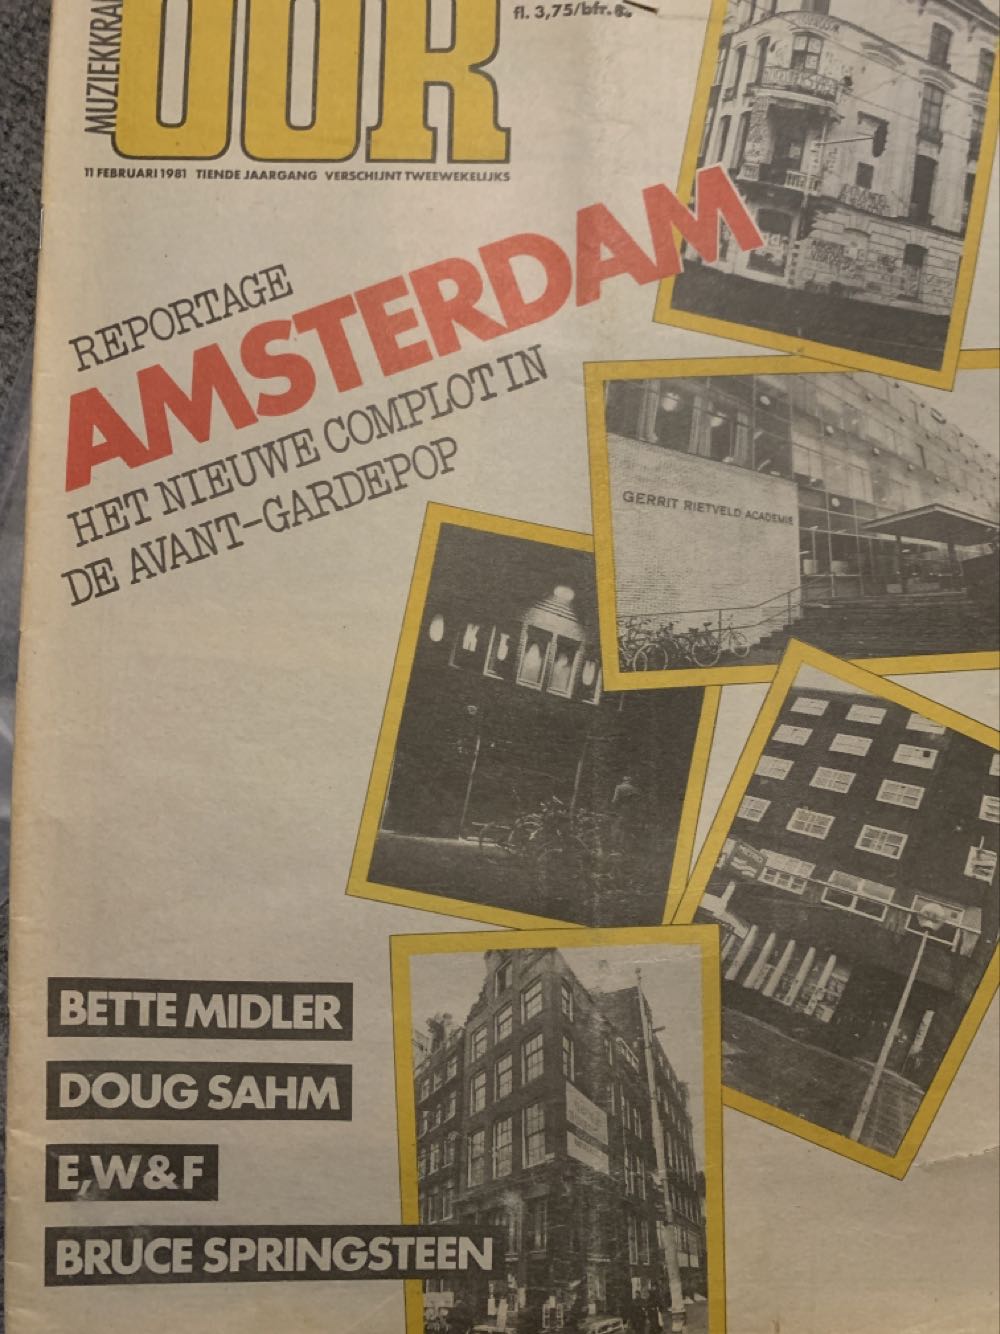 MUZIEKKRA
OOR
fl. 3,75/bfr.
11 FEBRUARI 1981 TIENDE JAARGANG VERSCHIJNT TWEEWEKELIJKS
REPORTAGE
AMSTERDAM
HET NIEUWE COMPLOT IN
DE AVANT-GARDEPOP
GERRIT RIETVELD ACADEMIE
BETTE MIDLER
DOUG SAHM
E,W&F
BRUCE SPRINGSTEEN